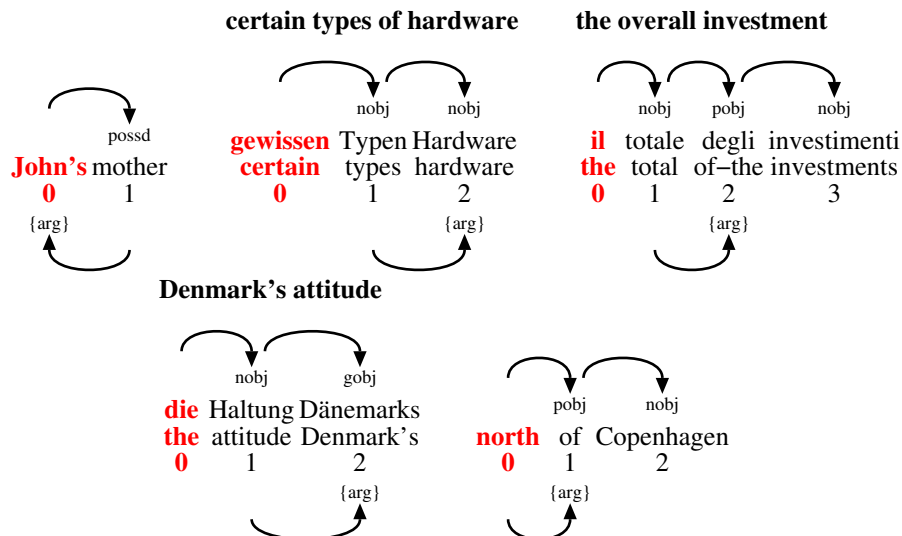 certain types of hardware
the overall investment
possd
John's mother
0 1
{arg}
nobj nobj
gewissen Typen Hardware
certain types hardware
0 1 2
{arg}
nobj pobj nobj
il totale degli investimenti
the total of−the investments
0 1 2 3
{arg}
Denmark's attitude
nobj gobj
die Haltung Dänemarks
the attitude Denmark's
0 1 2
{arg}
pobj nobj
north of Copenhagen
0 1 2
{arg}